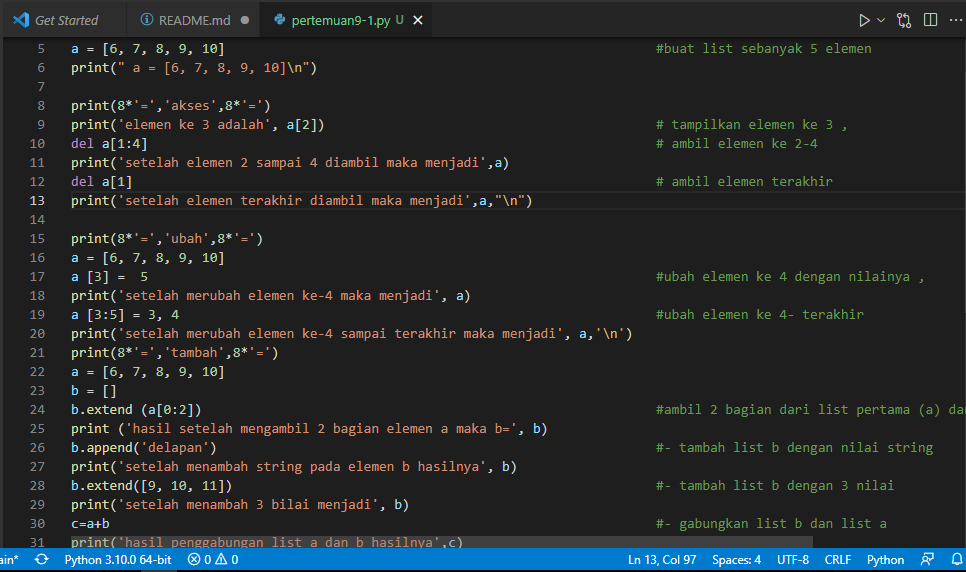 Get Started README.md pertemuan9-1.py U
5 a = [6, 7, 8, 9, 10] #buat list sebanyak 5 elemen
6 print(" a = [6, 7, 8, 9, 10]\n")
7
8 print(8*'=','akses',8*'=')
9 print('elemen ke 3 adalah', a[2]) # tampilkan elemen ke 3 ,
10 del a[1:4] # ambil elemen ke 2-4
11 print('setelah elemen 2 sampai 4 diambil maka menjadi',a)
12 del a[1] # ambil elemen terakhir
13 print('setelah elemen terakhir diambil maka menjadi',a,"\n")
14
15 print(8*'=','ubah',8*'=')
16 a = [6, 7, 8, 9, 10]
17 a [3] =  5 #ubah elemen ke 4 dengan nilainya ,
18 print('setelah merubah elemen ke-4 maka menjadi', a)
19 a [3:5] = 3, 4 #ubah elemen ke 4- terakhir
20 print('setelah merubah elemen ke-4 sampai terakhir maka menjadi', a,'\n')
21 print(8*'=','tambah',8*'=')
22 a = [6, 7, 8, 9, 10]
23 b = []
24 b.extend (a[0:2]) #ambil 2 bagian dari list pertama (a) da
25 print ('hasil setelah mengambil 2 bagian elemen a maka b=', b)
26 b.append('delapan') #- tambah list b dengan nilai string
27 print('setelah menambah string pada elemen b hasilnya', b)
28 b.extend([9, 10, 11]) #- tambah list b dengan 3 nilai
29 print('setelah menambah 3 bilai menjadi', b)
30 c=a+b #- gabungkan list b dan list a
31 print('hasil penggabungan list a dan b hasilnya',c)
ain* Python 3.10.0 64-bit 0 0 Ln 13, Col 97 Spaces: 4 UTF-8 CRLF Python